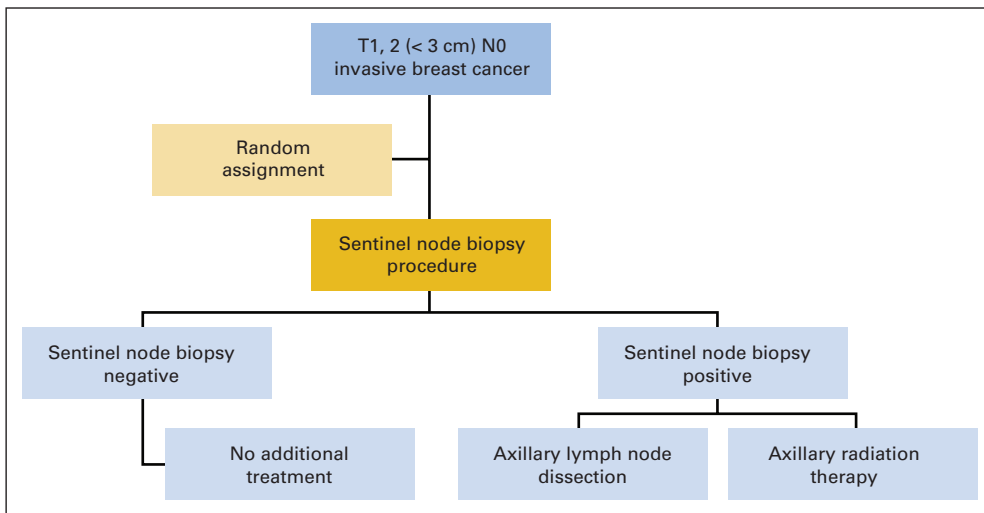 T1, 2 (< 3 cm) N0
invasive breast cancer
Random
assignment
Sentinel node biopsy
procedure
Sentinel node biopsy
negative
Sentinel node biopsy
positive
No additional
treatment
Axillary lymph node
dissection
Axillary radiation
therapy